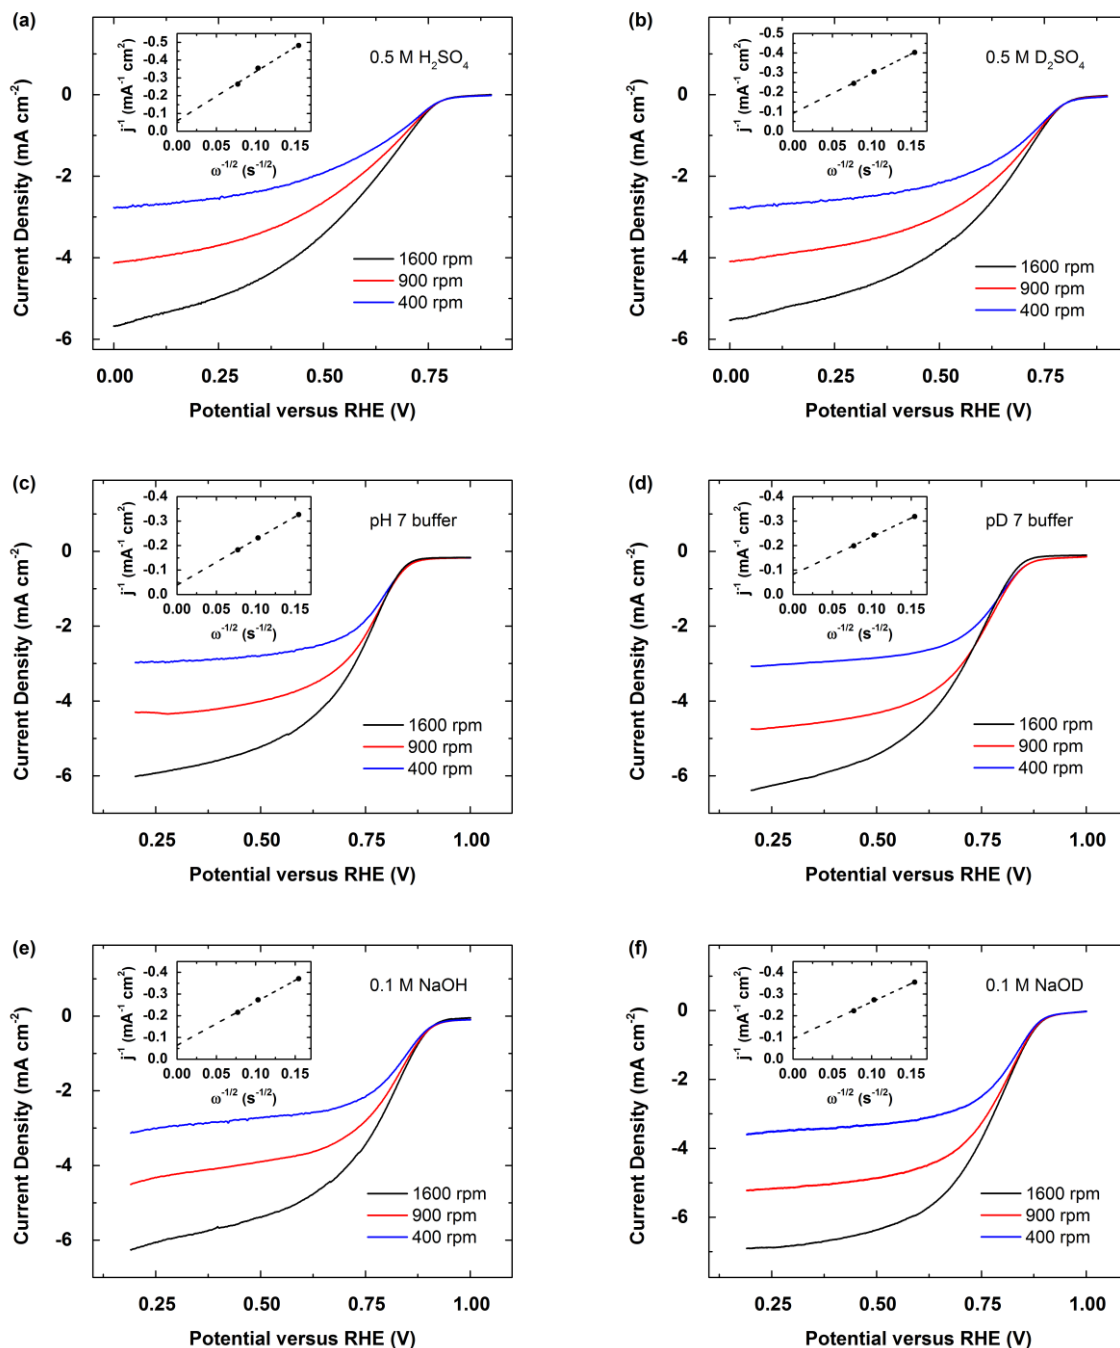 (a)
0.5 M H2SO4
j-1 (mA-1 cm2)
-0.5
-0.4
-0.3
-0.2
-0.1
0.0
0.00 0.05 0.10 0.15
ω-1/2 (s-1/2)
Current Density (mA cm-2)
0
-2
-4
-6
1600 rpm
900 rpm
400 rpm
0.00 0.25 0.50 0.75
Potential versus RHE (V)
(b)
0.5 M D2SO4
j-1 (mA-1 cm2)
-0.5
-0.4
-0.3
-0.2
-0.1
0.0
0.00 0.05 0.10 0.15
ω-1/2 (s-1/2)
Current Density (mA cm-2)
0
-2
-4
-6
1600 rpm
900 rpm
400 rpm
0.00 0.25 0.50 0.75
Potential versus RHE (V)
(c)
pH 7 buffer
j-1 (mA-1 cm2)
-0.4
-0.3
-0.2
-0.1
0.0
0.00 0.05 0.10 0.15
ω-1/2 (s-1/2)
Current Density (mA cm-2)
0
-2
-4
-6
1600 rpm
900 rpm
400 rpm
0.25 0.50 0.75 1.00
Potential versus RHE (V)
(d)
pD 7 buffer
j-1 (mA-1 cm2)
-0.4
-0.3
-0.2
-0.1
0.0
0.00 0.05 0.10 0.15
ω-1/2 (s-1/2)
Current Density (mA cm-2)
0
-2
-4
-6
1600 rpm
900 rpm
400 rpm
0.25 0.50 0.75 1.00
Potential versus RHE (V)
(e)
0.1 M NaOH
j-1 (mA-1 cm2)
-0.4
-0.3
-0.2
-0.1
0.0
0.00 0.05 0.10 0.15
ω-1/2 (s-1/2)
Current Density (mA cm-2)
0
-2
-4
-6
1600 rpm
900 rpm
400 rpm
0.25 0.50 0.75 1.00
Potential versus RHE (V)
(f)
0.1 M NaOD
j-1 (mA-1 cm2)
-0.4
-0.3
-0.2
-0.1
0.0
0.00 0.05 0.10 0.15
ω-1/2 (s-1/2)
Current Density (mA cm-2)
0
-2
-4
-6
1600 rpm
900 rpm
400 rpm
0.25 0.50 0.75 1.00
Potential versus RHE (V)